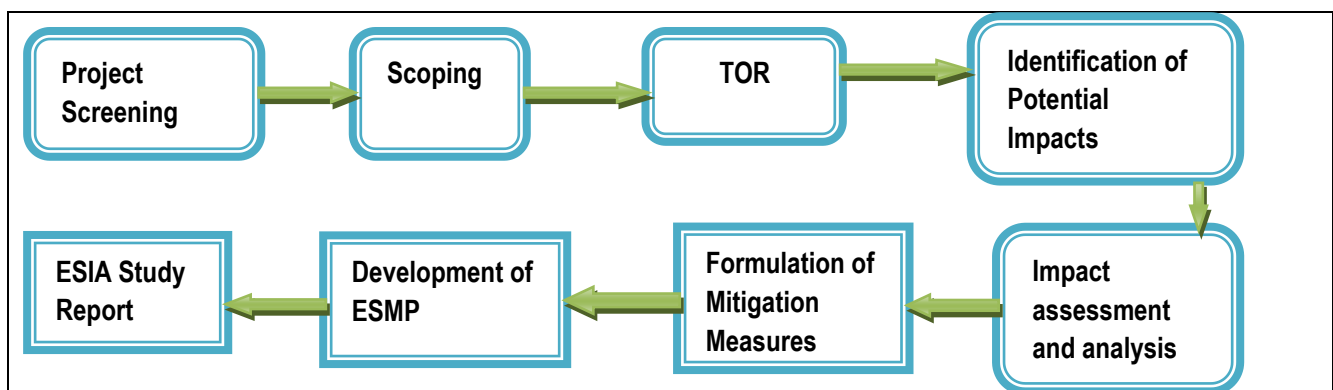 Project
Screening
Scoping
TOR
Identification of
Potential
Impacts
Impact
assessment
and analysis
Formulation of
Mitigation
Measures
Development of
ESMP
ESIA Study
Report